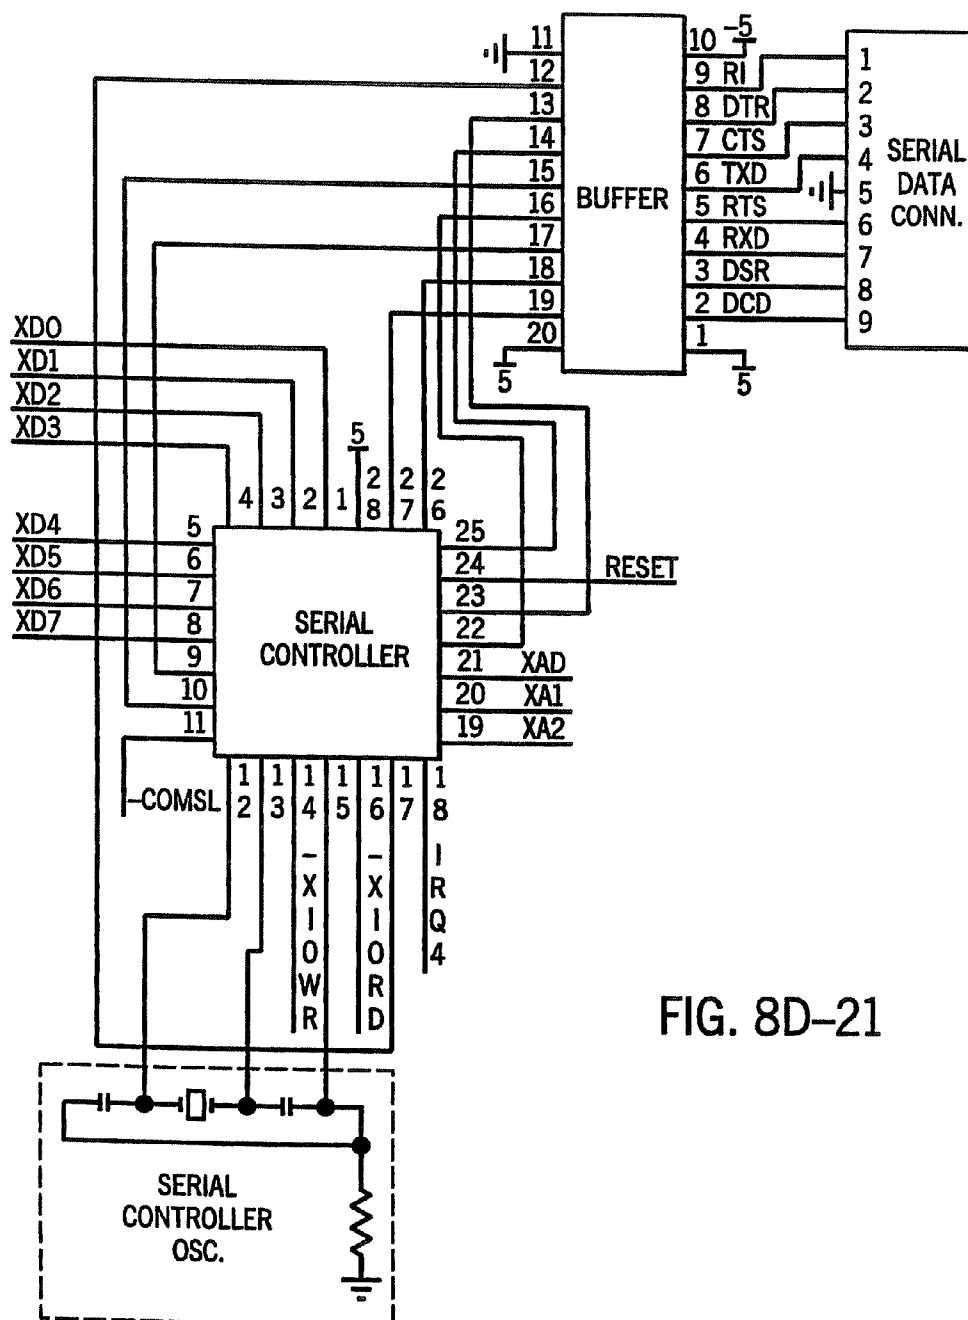 11
12
13
14
15
16
17
18
19
20
5
BUFFER
10 -5
9 RI
8 DTR
7 CTS
6 TXD
5 RTS
4 RXD
3 DSR
2 DCD
1
5
1
2
3
4
5
6
7
8
9
SERIAL
DATA
CONN.
XD0
XD1
XD2
XD3
XD4
XD5
XD6
XD7
4 3 2 1
5
28 27 26
5
6
7
8
9
10
11
SERIAL
CONTROLLER
25
24 RESET
23
22
21 XAD
20 XA1
19 XA2
-COMSL
12 13 14 15 16 17 18
-XIOWR
-XIORD
IRQ4
FIG. 8D-21
SERIAL
CONTROLLER
OSC.